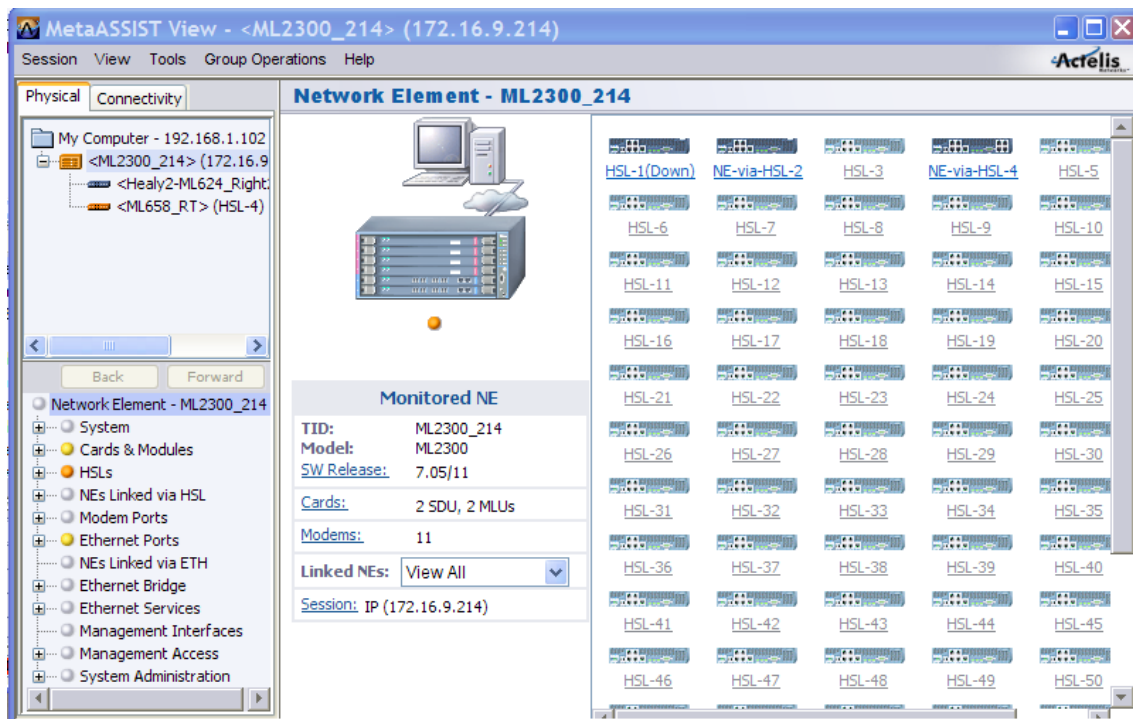 MetaASSIST View - <ML2300_214> (172.16.9.214)
Session View Tools Group Operations Help
Actelis
Networks
Physical Connectivity
Network Element - ML2300_214
My Computer - 192.168.1.102
<ML2300_214> (172.16.9
<Healy2-ML624_Right
<ML658_RT> (HSL-4)
Back Forward
Network Element - ML2300_214
System
Cards & Modules
HSLs
NEs Linked via HSL
Modem Ports
Ethernet Ports
NEs Linked via ETH
Ethernet Bridge
Ethernet Services
Management Interfaces
Management Access
System Administration
Monitored NE
TID: ML2300_214
Model: ML2300
SW Release: 7.05/11
Cards: 2 SDU, 2 MLUs
Modems: 11
Linked NEs: View All
Session: IP (172.16.9.214)
HSL-1(Down) NE-via-HSL-2 HSL-3 NE-via-HSL-4 HSL-5
HSL-6 HSL-7 HSL-8 HSL-9 HSL-10
HSL-11 HSL-12 HSL-13 HSL-14 HSL-15
HSL-16 HSL-17 HSL-18 HSL-19 HSL-20
HSL-21 HSL-22 HSL-23 HSL-24 HSL-25
HSL-26 HSL-27 HSL-28 HSL-29 HSL-30
HSL-31 HSL-32 HSL-33 HSL-34 HSL-35
HSL-36 HSL-37 HSL-38 HSL-39 HSL-40
HSL-41 HSL-42 HSL-43 HSL-44 HSL-45
HSL-46 HSL-47 HSL-48 HSL-49 HSL-50